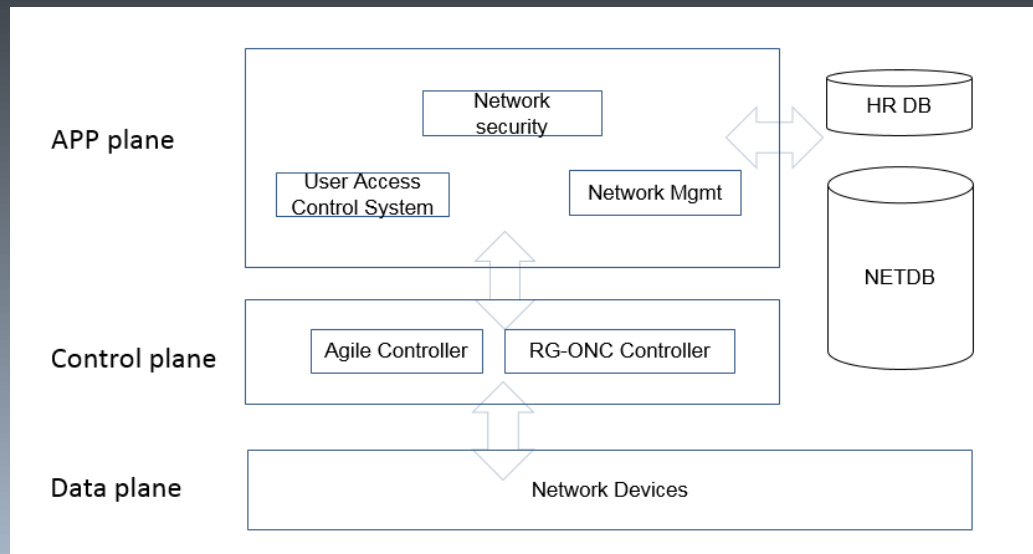 APP plane
Network
security
User Access
Control System
Network Mgmt
HR DB
NETDB
Control plane
Agile Controller
RG-ONC Controller
Data plane
Network Devices